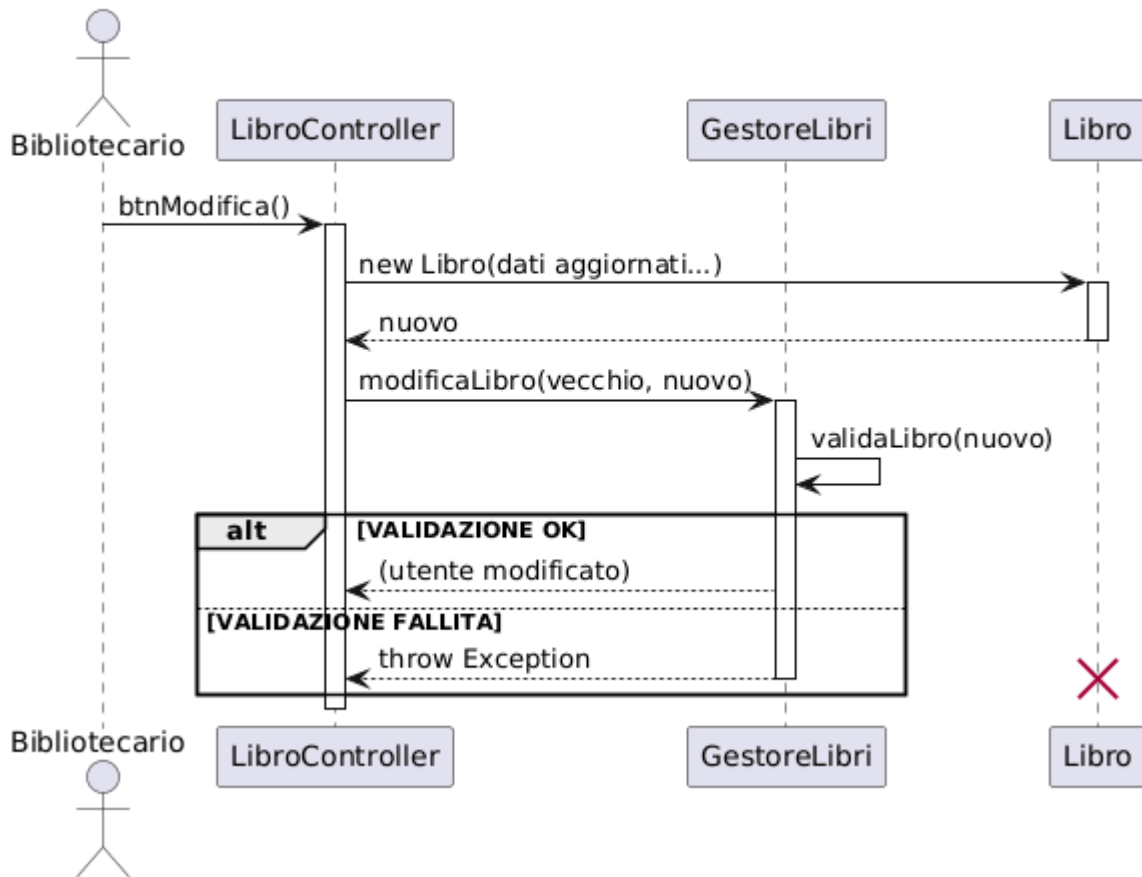 Bibliotecario
LibroController
GestoreLibri
Libro
btnModifica()
new Libro(dati aggiornati...)
nuovo
modificaLibro(vecchio, nuovo)
validaLibro(nuovo)
alt
[VALIDAZIONE OK]
(utente modificato)
[VALIDAZIONE FALLITA]
throw Exception
Bibliotecario
LibroController
GestoreLibri
Libro